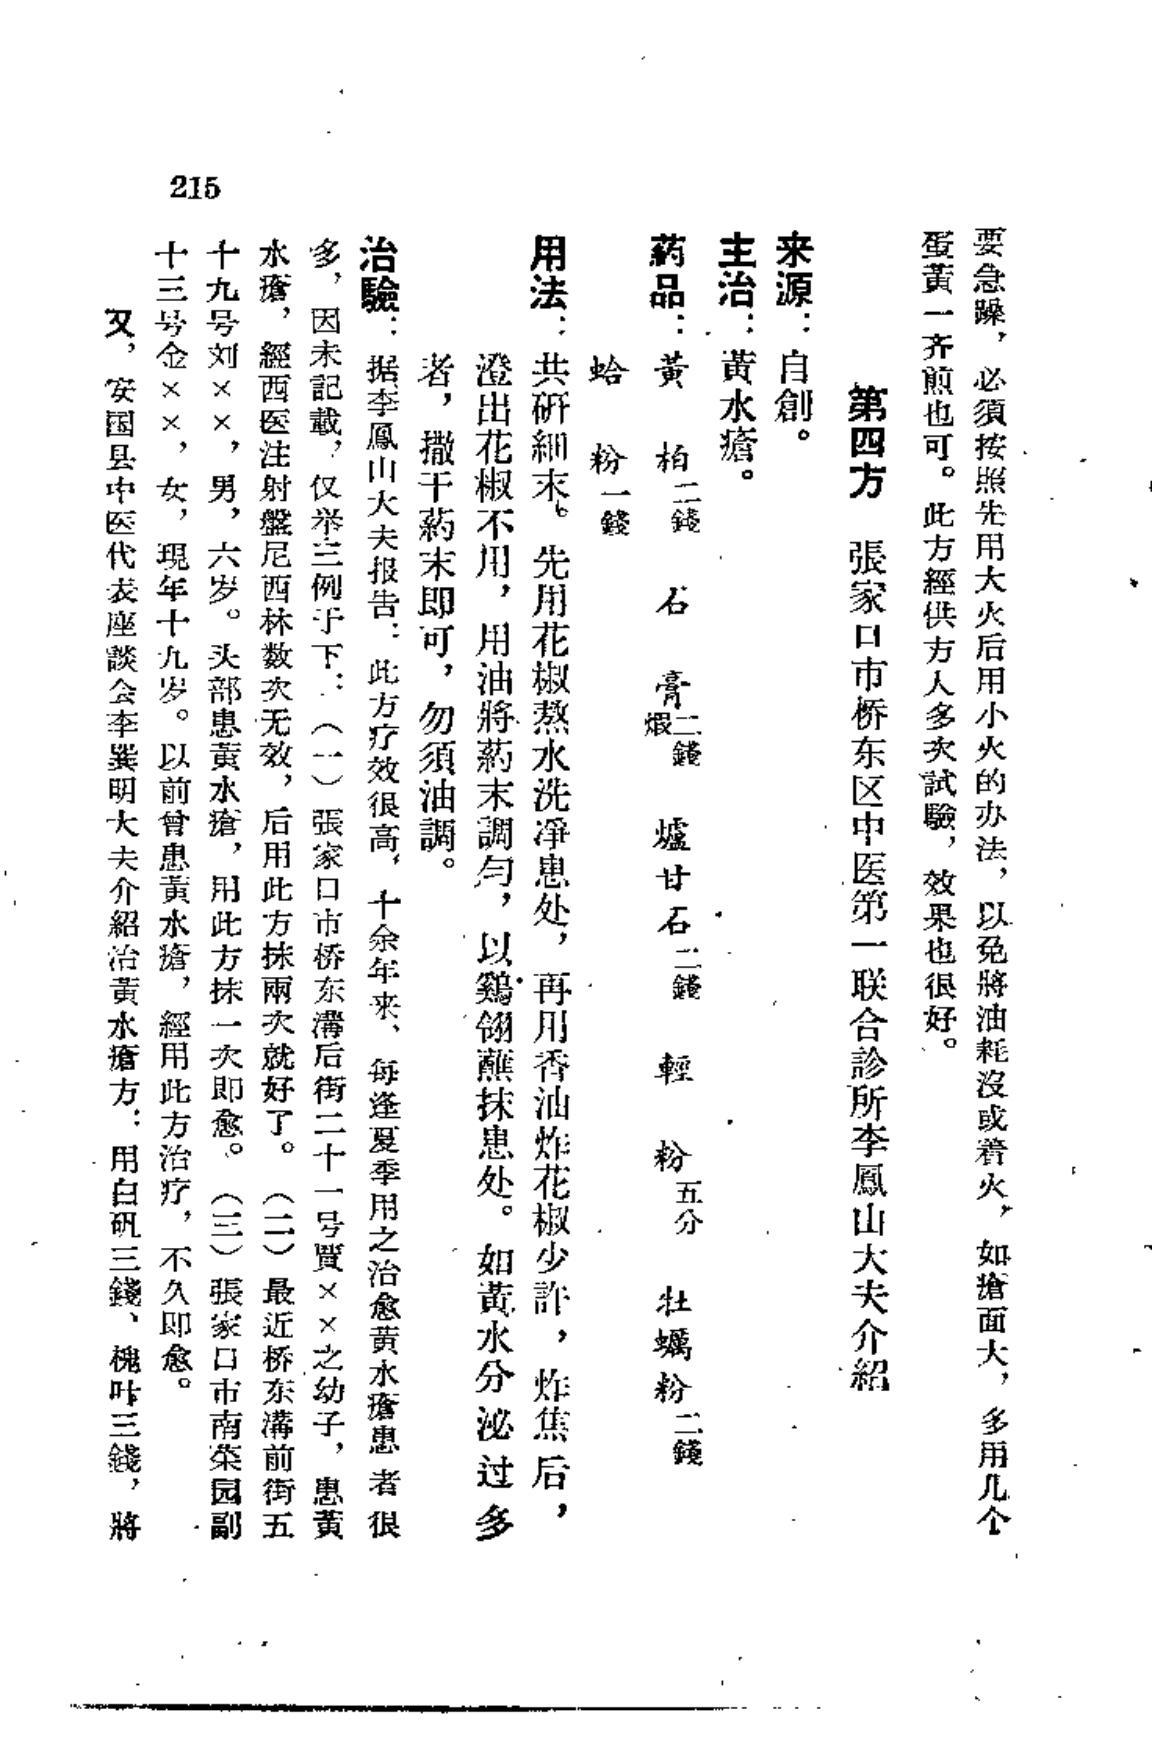 要急躁，必須按照先用大火后用小火的办法，以免將油耗沒或着火，如瘡面大，多用几个
蛋黃一齐煎也可。此方經供方人多次試驗，效果也很好。
第四方　張家口市桥东区中医第一联合診所李鳳山大夫介紹
来源：自創。
主治：黃水瘡。
葯品：黃柏二錢　石膏二錢煆　爐甘石二錢　輕粉五分　牡蠣粉二錢
蛤粉一錢
用法：共研細末。先用花椒熬水洗凈患处，再用香油炸花椒少許，炸焦后，
澄出花椒不用，用油將葯末調勻，以鷄翎蘸抹患处。如黃水分泌过多
者，撒干葯末即可，勿須油調。
治驗：据李鳳山大夫报告：此方疗效很高，十余年来、每逢夏季用之治愈黃水瘡患者很
多，因未記載，仅举三例于下：（一）張家口市桥东溝后街二十一号賈××之幼子，患黃
水瘡，經西医注射盤尼西林数次无效，后用此方抹兩次就好了。（二）最近桥东溝前街五
十九号刘××，男，六岁。头部患黃水瘡，用此方抹一次即愈。（三）張家口市南菜园副
十三号金××，女，現年十九岁。以前曾患黃水瘡，經用此方治疗，不久即愈。
又，安国县中医代表座談会李巽明大夫介紹治黃水瘡方：用白矾三錢、槐叶三錢，將
215